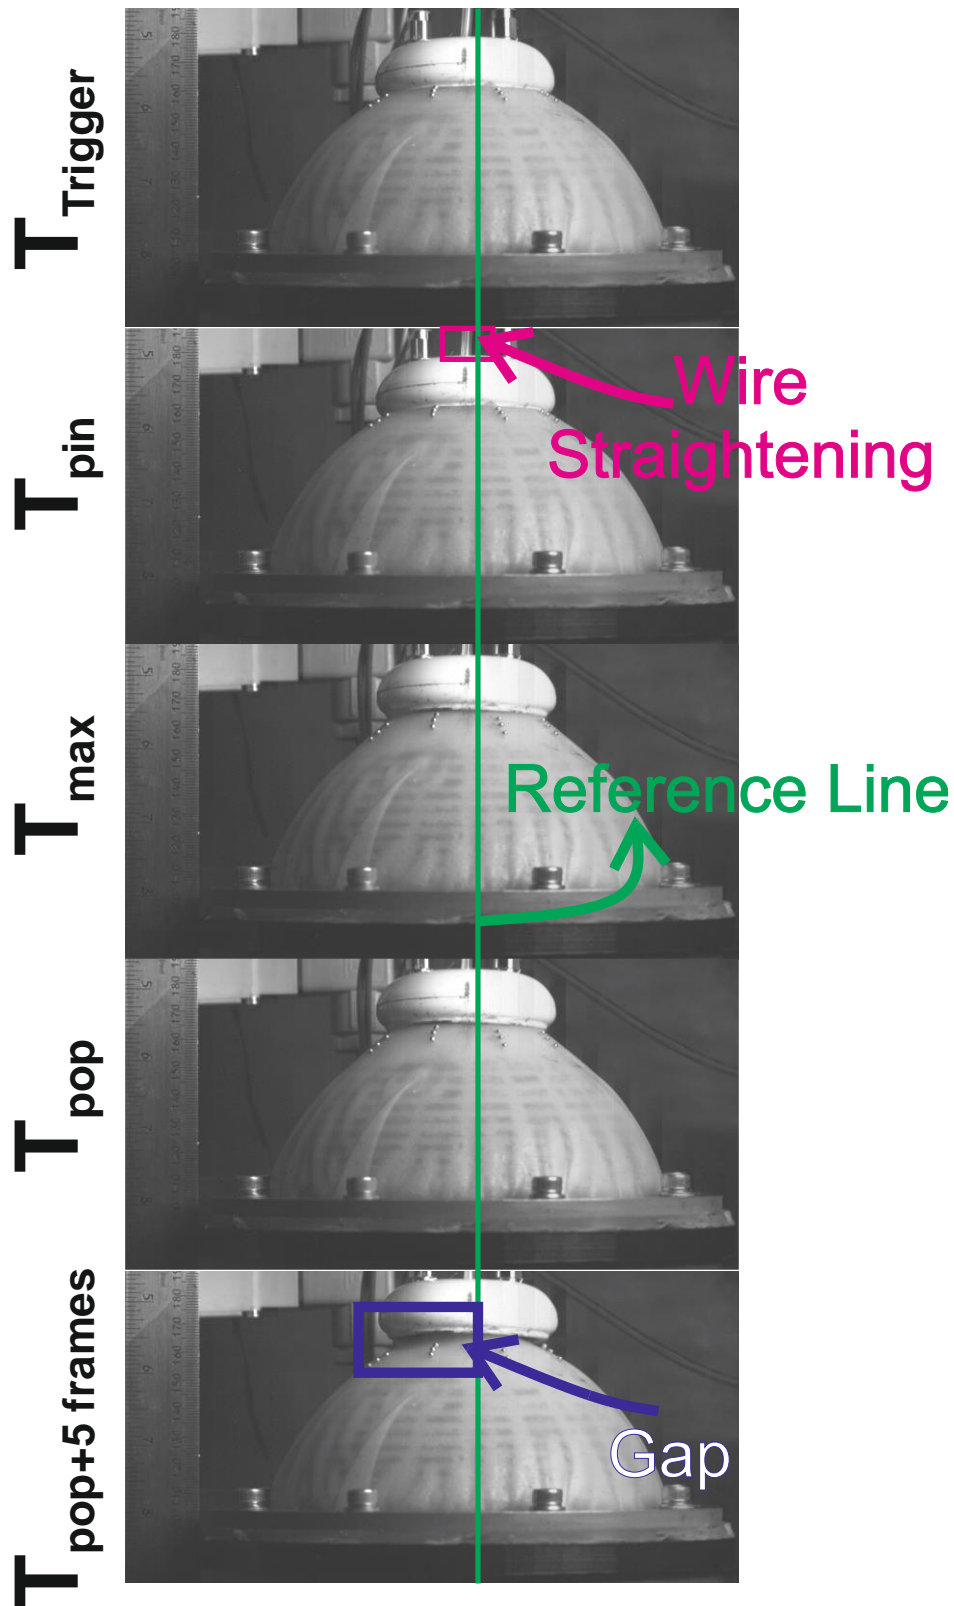 T Trigger
T pin
Wire
Straightening
T max
Reference Line
T pop
T pop+5 frames
Gap